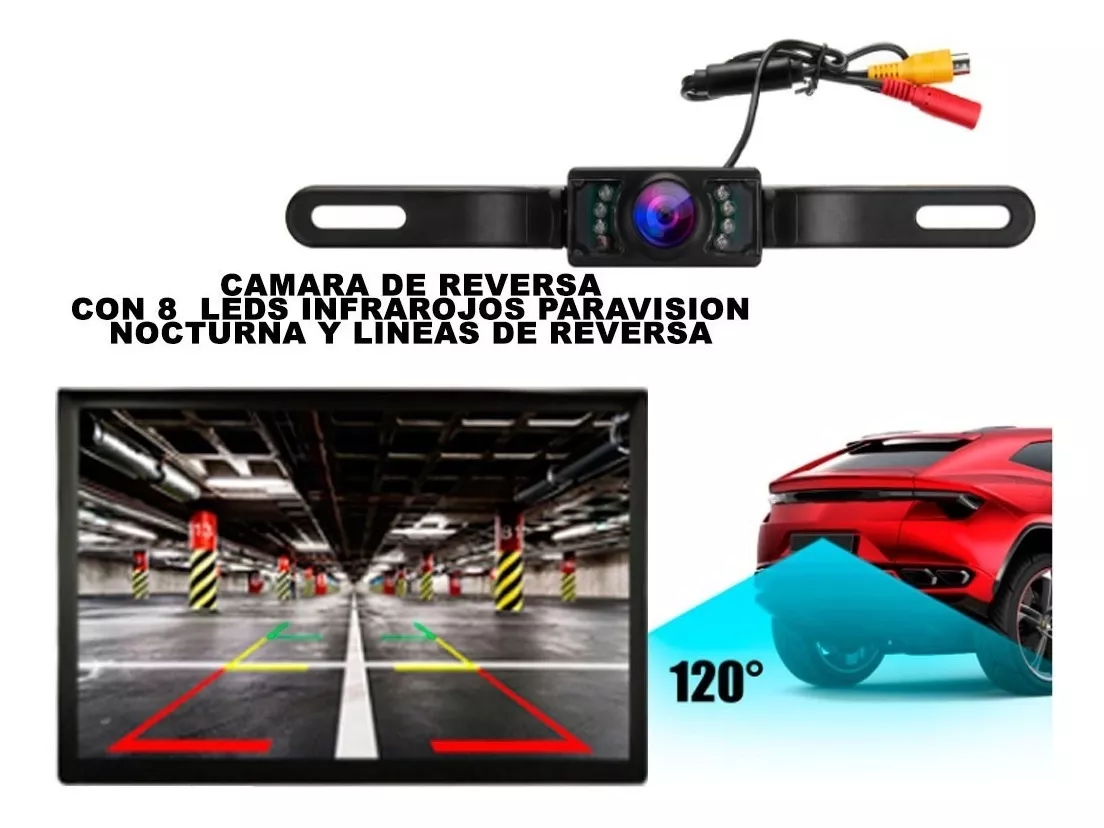 CAMARA DE REVERSA
CON 8 LEDS INFRAROJOS PARAVISION
NOCTURNA Y LINEAS DE REVERSA
120°